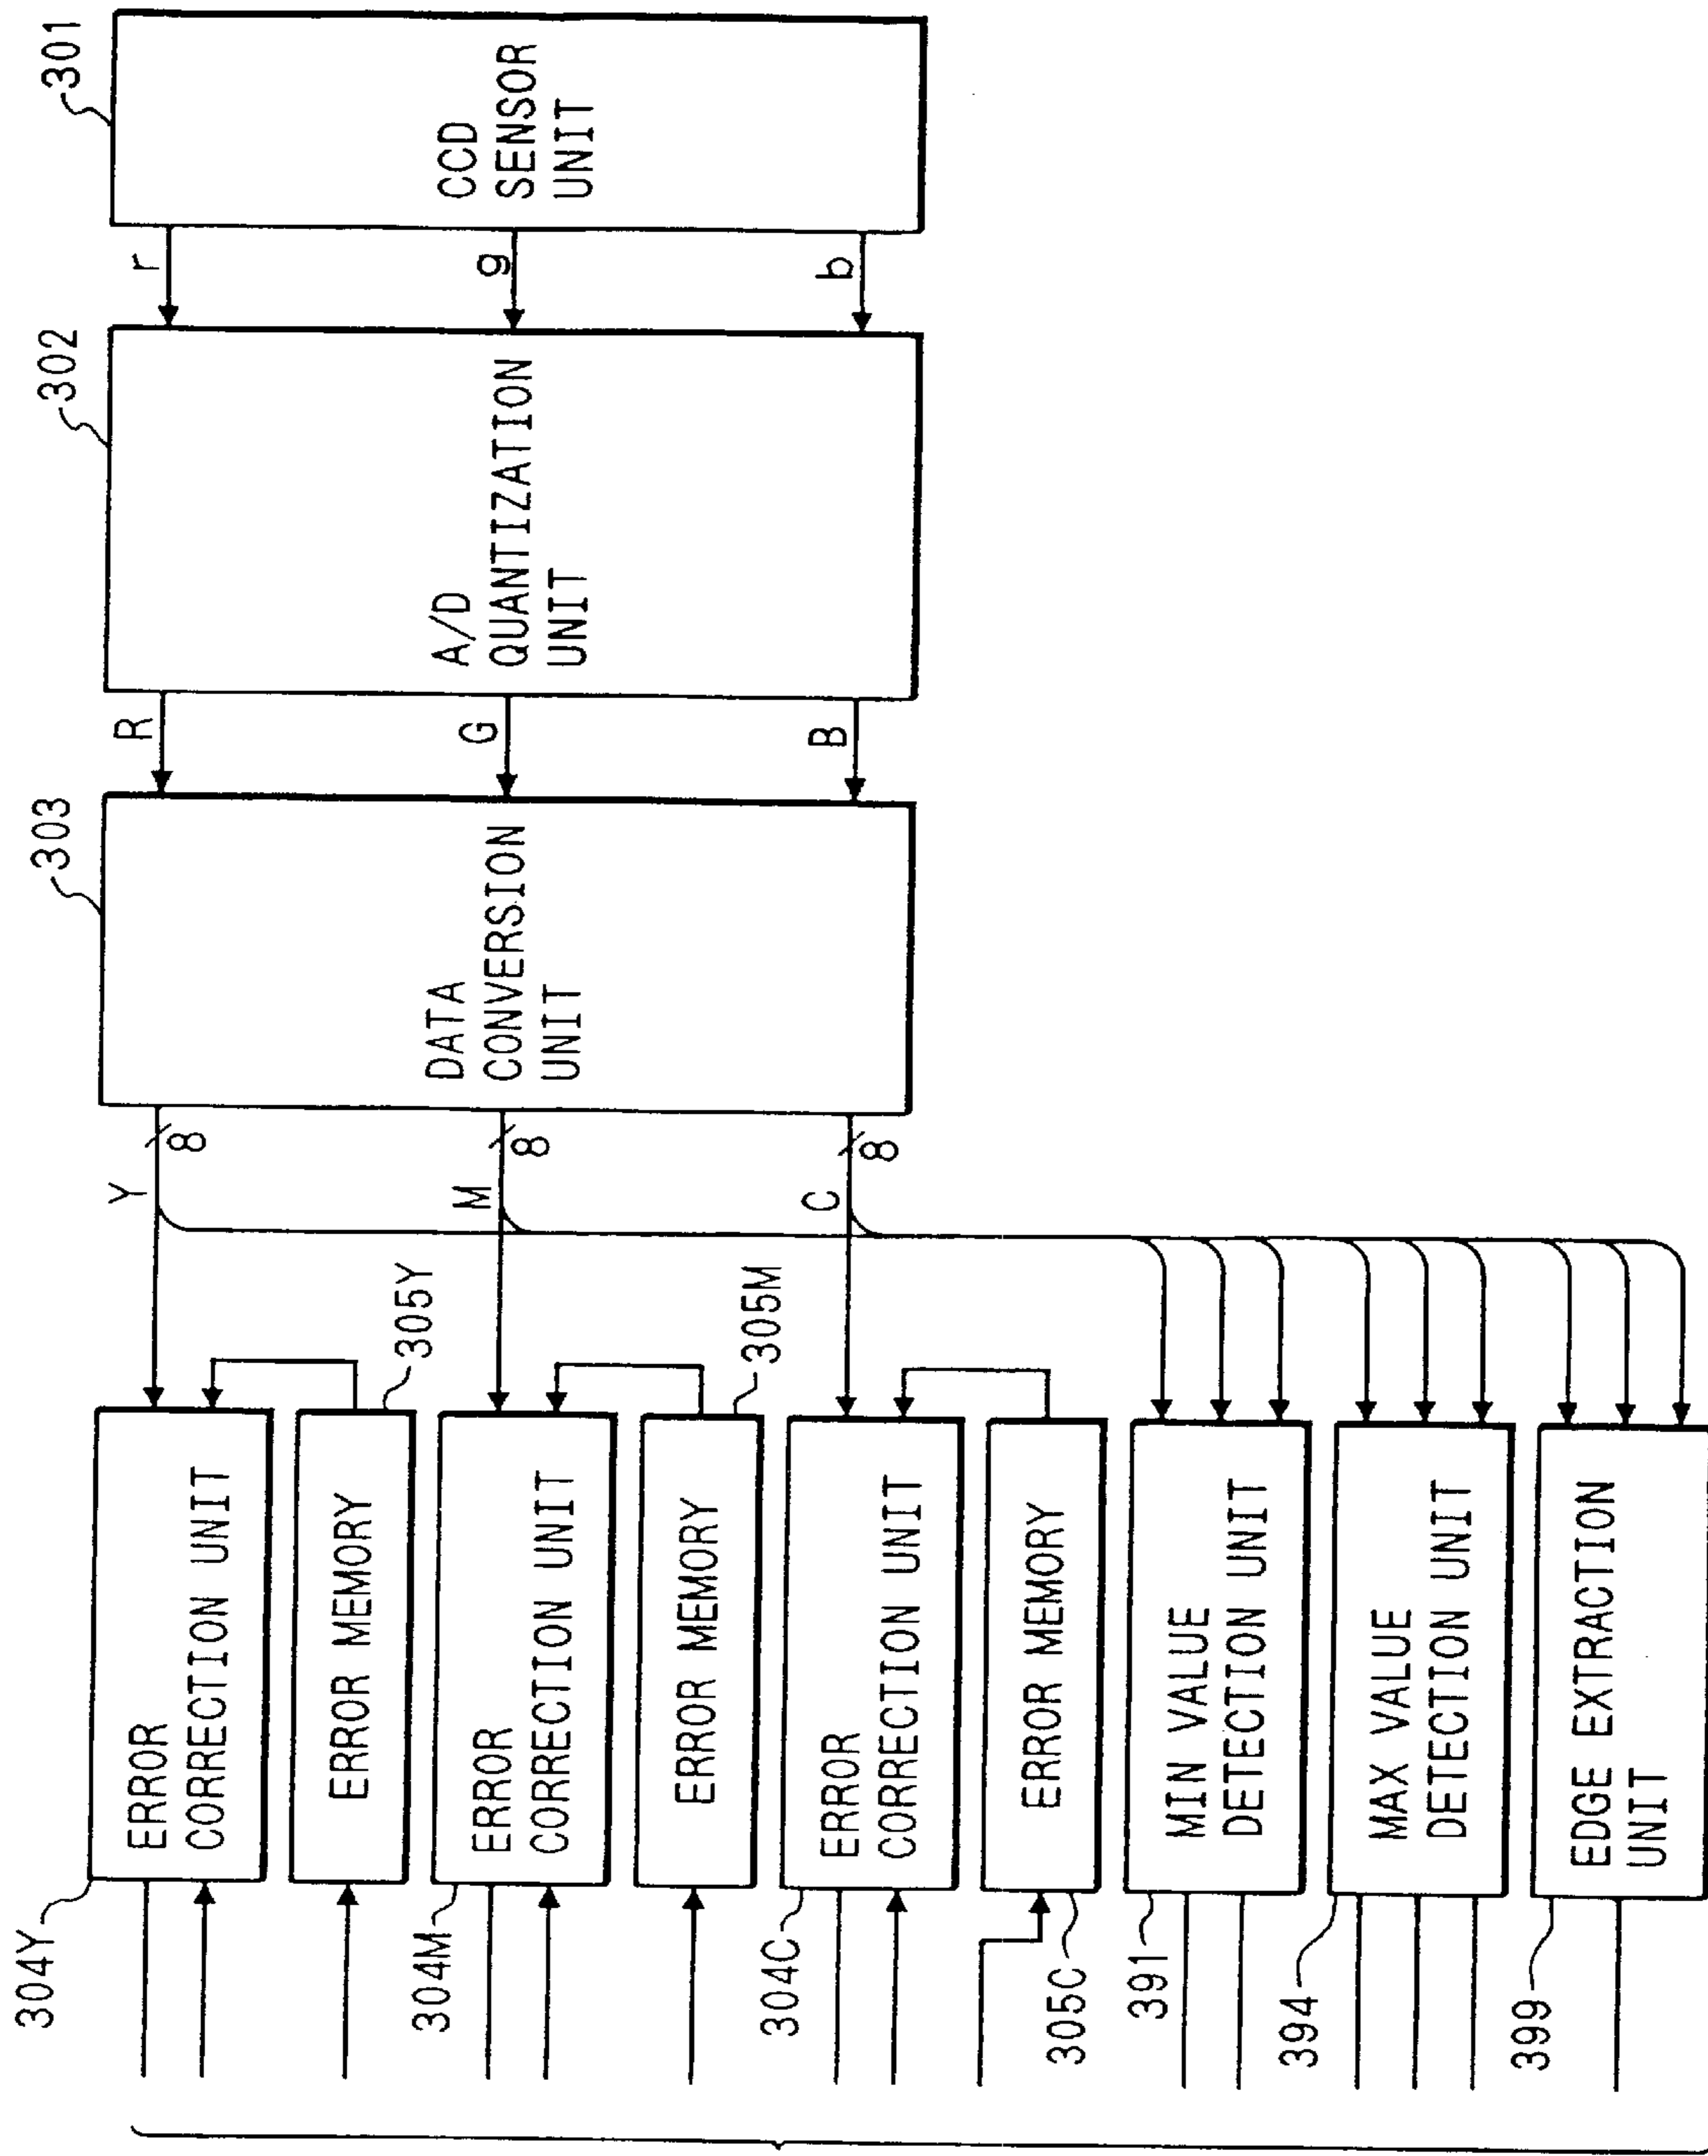 301
CCD
SENSOR
UNIT
r
g
b
302
A/D
QUANTIZATION
UNIT
R
G
B
303
DATA
CONVERSION
UNIT
Y
8
M
8
C
8
304Y
ERROR
CORRECTION UNIT
ERROR MEMORY
305Y
304M
ERROR
CORRECTION UNIT
ERROR MEMORY
305M
304C
ERROR
CORRECTION UNIT
ERROR MEMORY
305C
391
MIN VALUE
DETECTION UNIT
394
MAX VALUE
DETECTION UNIT
399
EDGE EXTRACTION
UNIT